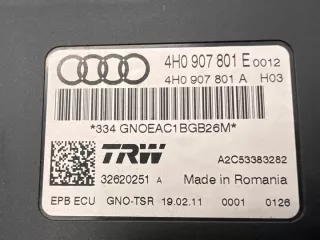 4H0 907 801 E 0012
4H0 907 801 A H03
*334 GNOEAC1BGB26M*
TRW A2C53383282
32620251 A Made in Romania
EPB ECU GNO-TSR 19.02.11 0001 0126